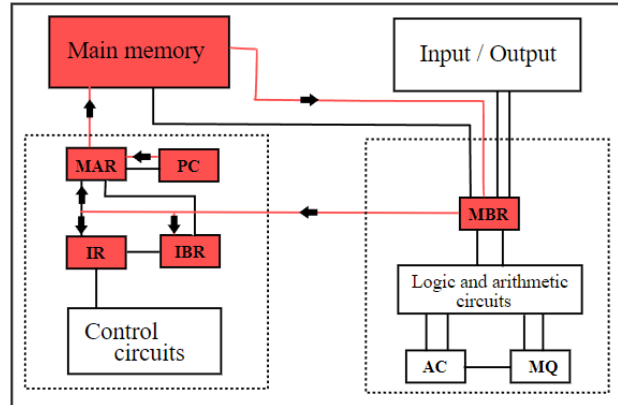 Main memory
Input / Output
MAR
PC
MBR
IR
IBR
Logic and arithmetic
circuits
Control
circuits
AC
MQ